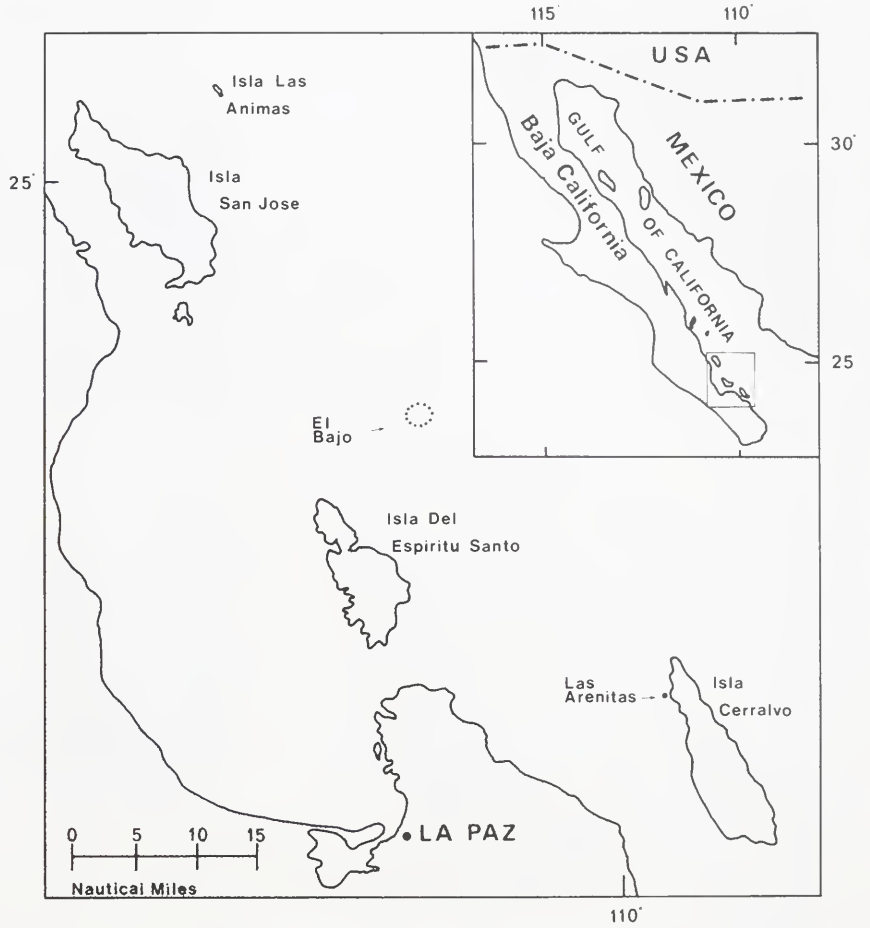 115°
110°
USA
Isla Las
Animas
GULF
Baja California
MEXICO
30°
25°
Isla
San Jose
OF CALIFORNIA
25
El
Bajo
Isla Del
Espiritu Santo
Las
Arenitas
Isla
Cerralvo
0 5 10 15
LA PAZ
Nautical Miles
110°